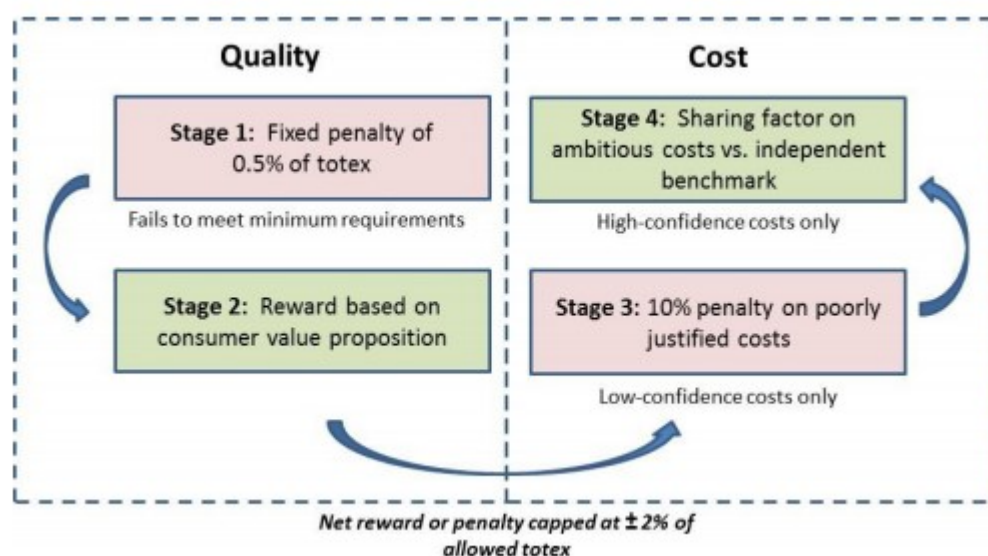 Quality
Stage 1: Fixed penalty of
0.5% of totex
Fails to meet minimum requirements
Stage 2: Reward based on
consumer value proposition
Cost
Stage 4: Sharing factor on
ambitious costs vs. independent
benchmark
High-confidence costs only
Stage 3: 10% penalty on poorly
justified costs
Low-confidence costs only
Net reward or penalty capped at ±2% of
allowed totex